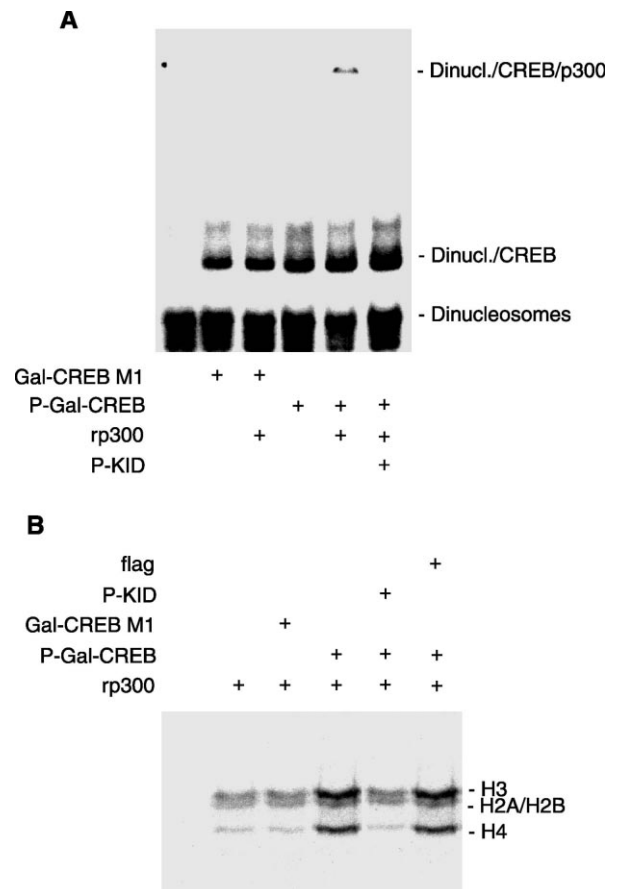 A
- Dinucl./CREB/p300
- Dinucl./CREB
- Dinucleosomes
Gal-CREB M1 + +
P-Gal-CREB + + +
rp300 + + +
P-KID +
B
flag +
P-KID +
Gal-CREB M1 +
P-Gal-CREB + + +
rp300 + + + + +
- H3
- H2A/H2B
- H4